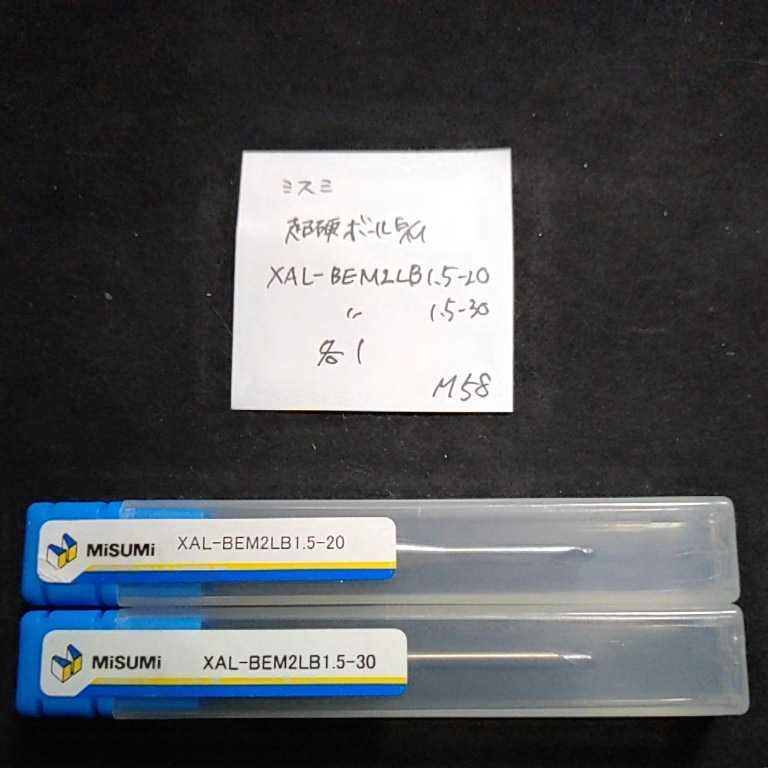 ミスミ
超硬ボール
XAL-BEM2LB1.5-20
〃 1.5-30
各1
M58
MiSUMi XAL-BEM2LB1.5-20
MiSUMi XAL-BEM2LB1.5-30